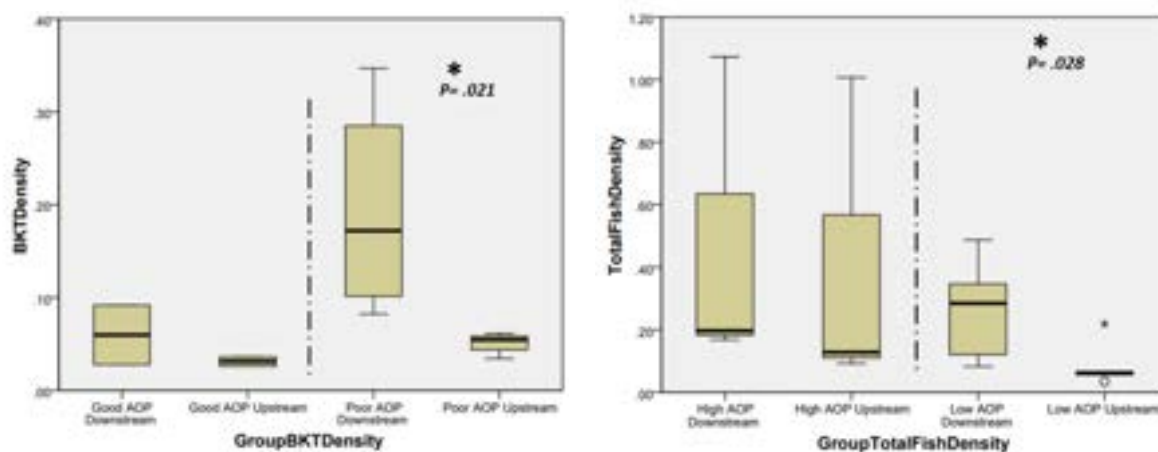 .40
.30
.20
.10
.00
BKTDensity
*
P= .021
Good AOP Downstream
Good AOP Upstream
Poor AOP Downstream
Poor AOP Upstream
GroupBKTDensity
1.20
1.00
.80
.60
.40
.20
.00
TotalFishDensity
*
P= .028
*
High AOP Downstream
High AOP Upstream
Low AOP Downstream
Low AOP Upstream
GroupTotalFishDensity